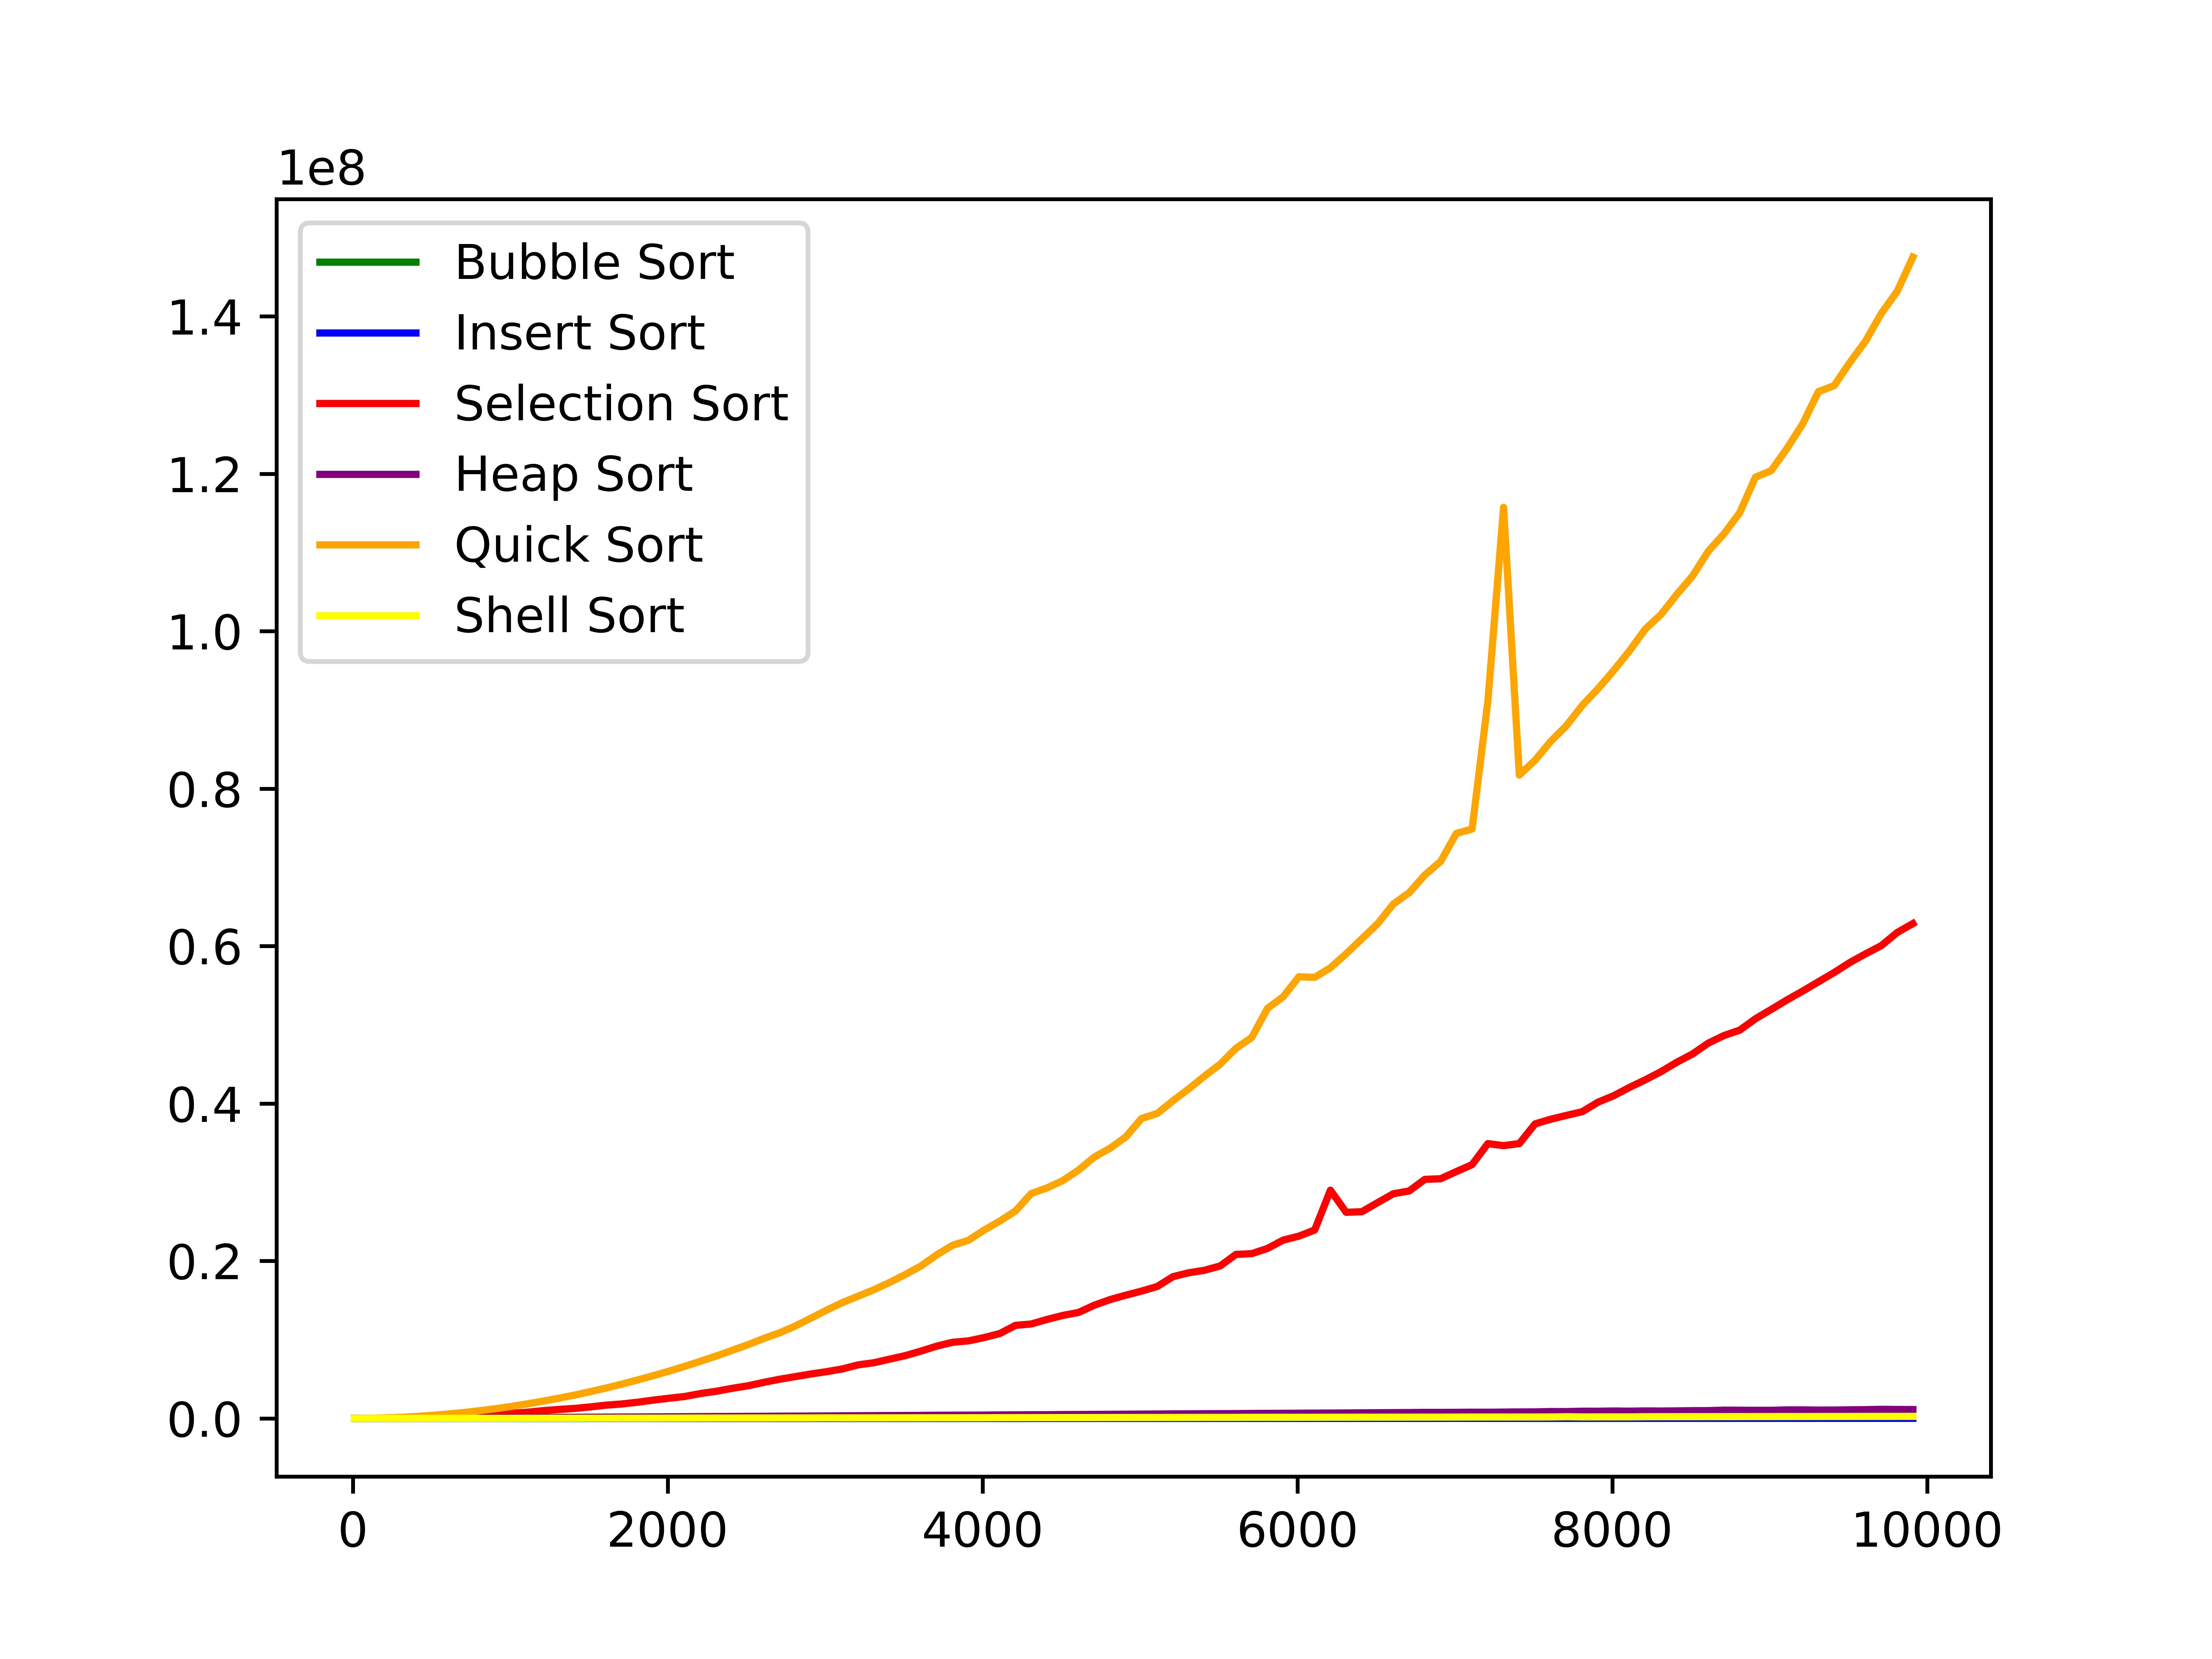 1e8
Bubble Sort
Insert Sort
Selection Sort
Heap Sort
Quick Sort
Shell Sort
1.4
1.2
1.0
0.8
0.6
0.4
0.2
0.0
0 2000 4000 6000 8000 10000